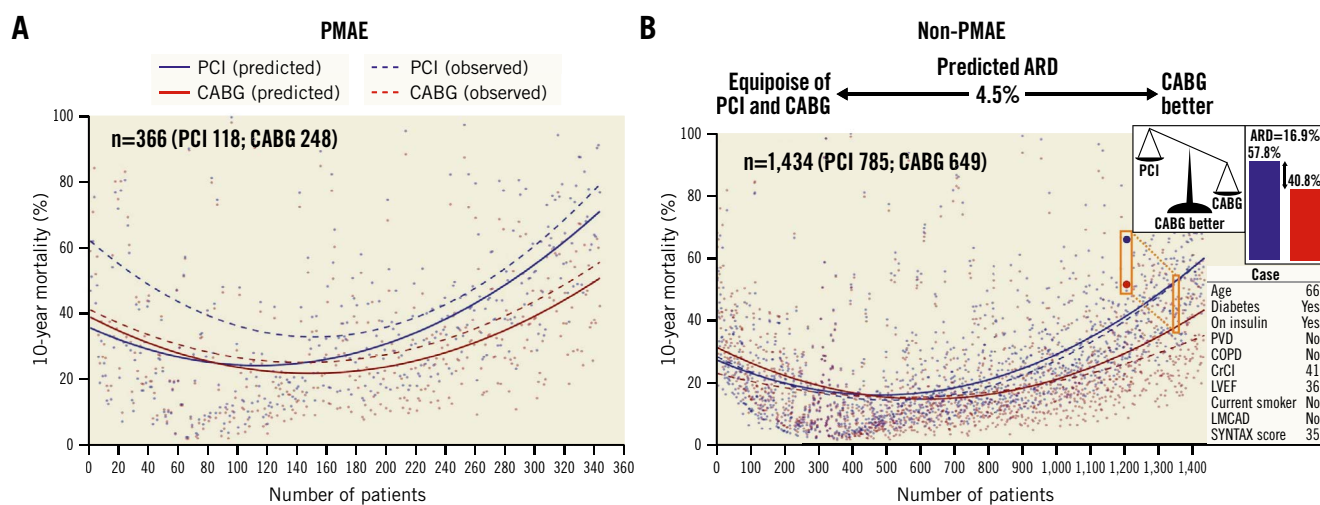 A
PMAE
PCI (predicted)
PCI (observed)
CABG (predicted)
CABG (observed)
n=366 (PCI 118; CABG 248)
10-year mortality (%)
100
80
60
40
20
0
0 20 40 60 80 100 120 140 160 180 200 220 240 260 280 300 320 340 360
Number of patients
B
Non-PMAE
Equipoise of
PCI and CABG
Predicted ARD
4.5%
CABG
better
n=1,434 (PCI 785; CABG 649)
10-year mortality (%)
100
80
60
40
20
0
0 100 200 300 400 500 600 700 800 900 1,000 1,100 1,200 1,300 1,400
Number of patients
PCI
CABG
CABG better
ARD=16.9%
57.8%
40.8%
Case
Age 66
Diabetes Yes
On insulin Yes
PVD No
COPD No
CrCl 41
LVEF 36
Current smoker No
LMCAD No
SYNTAX score 35